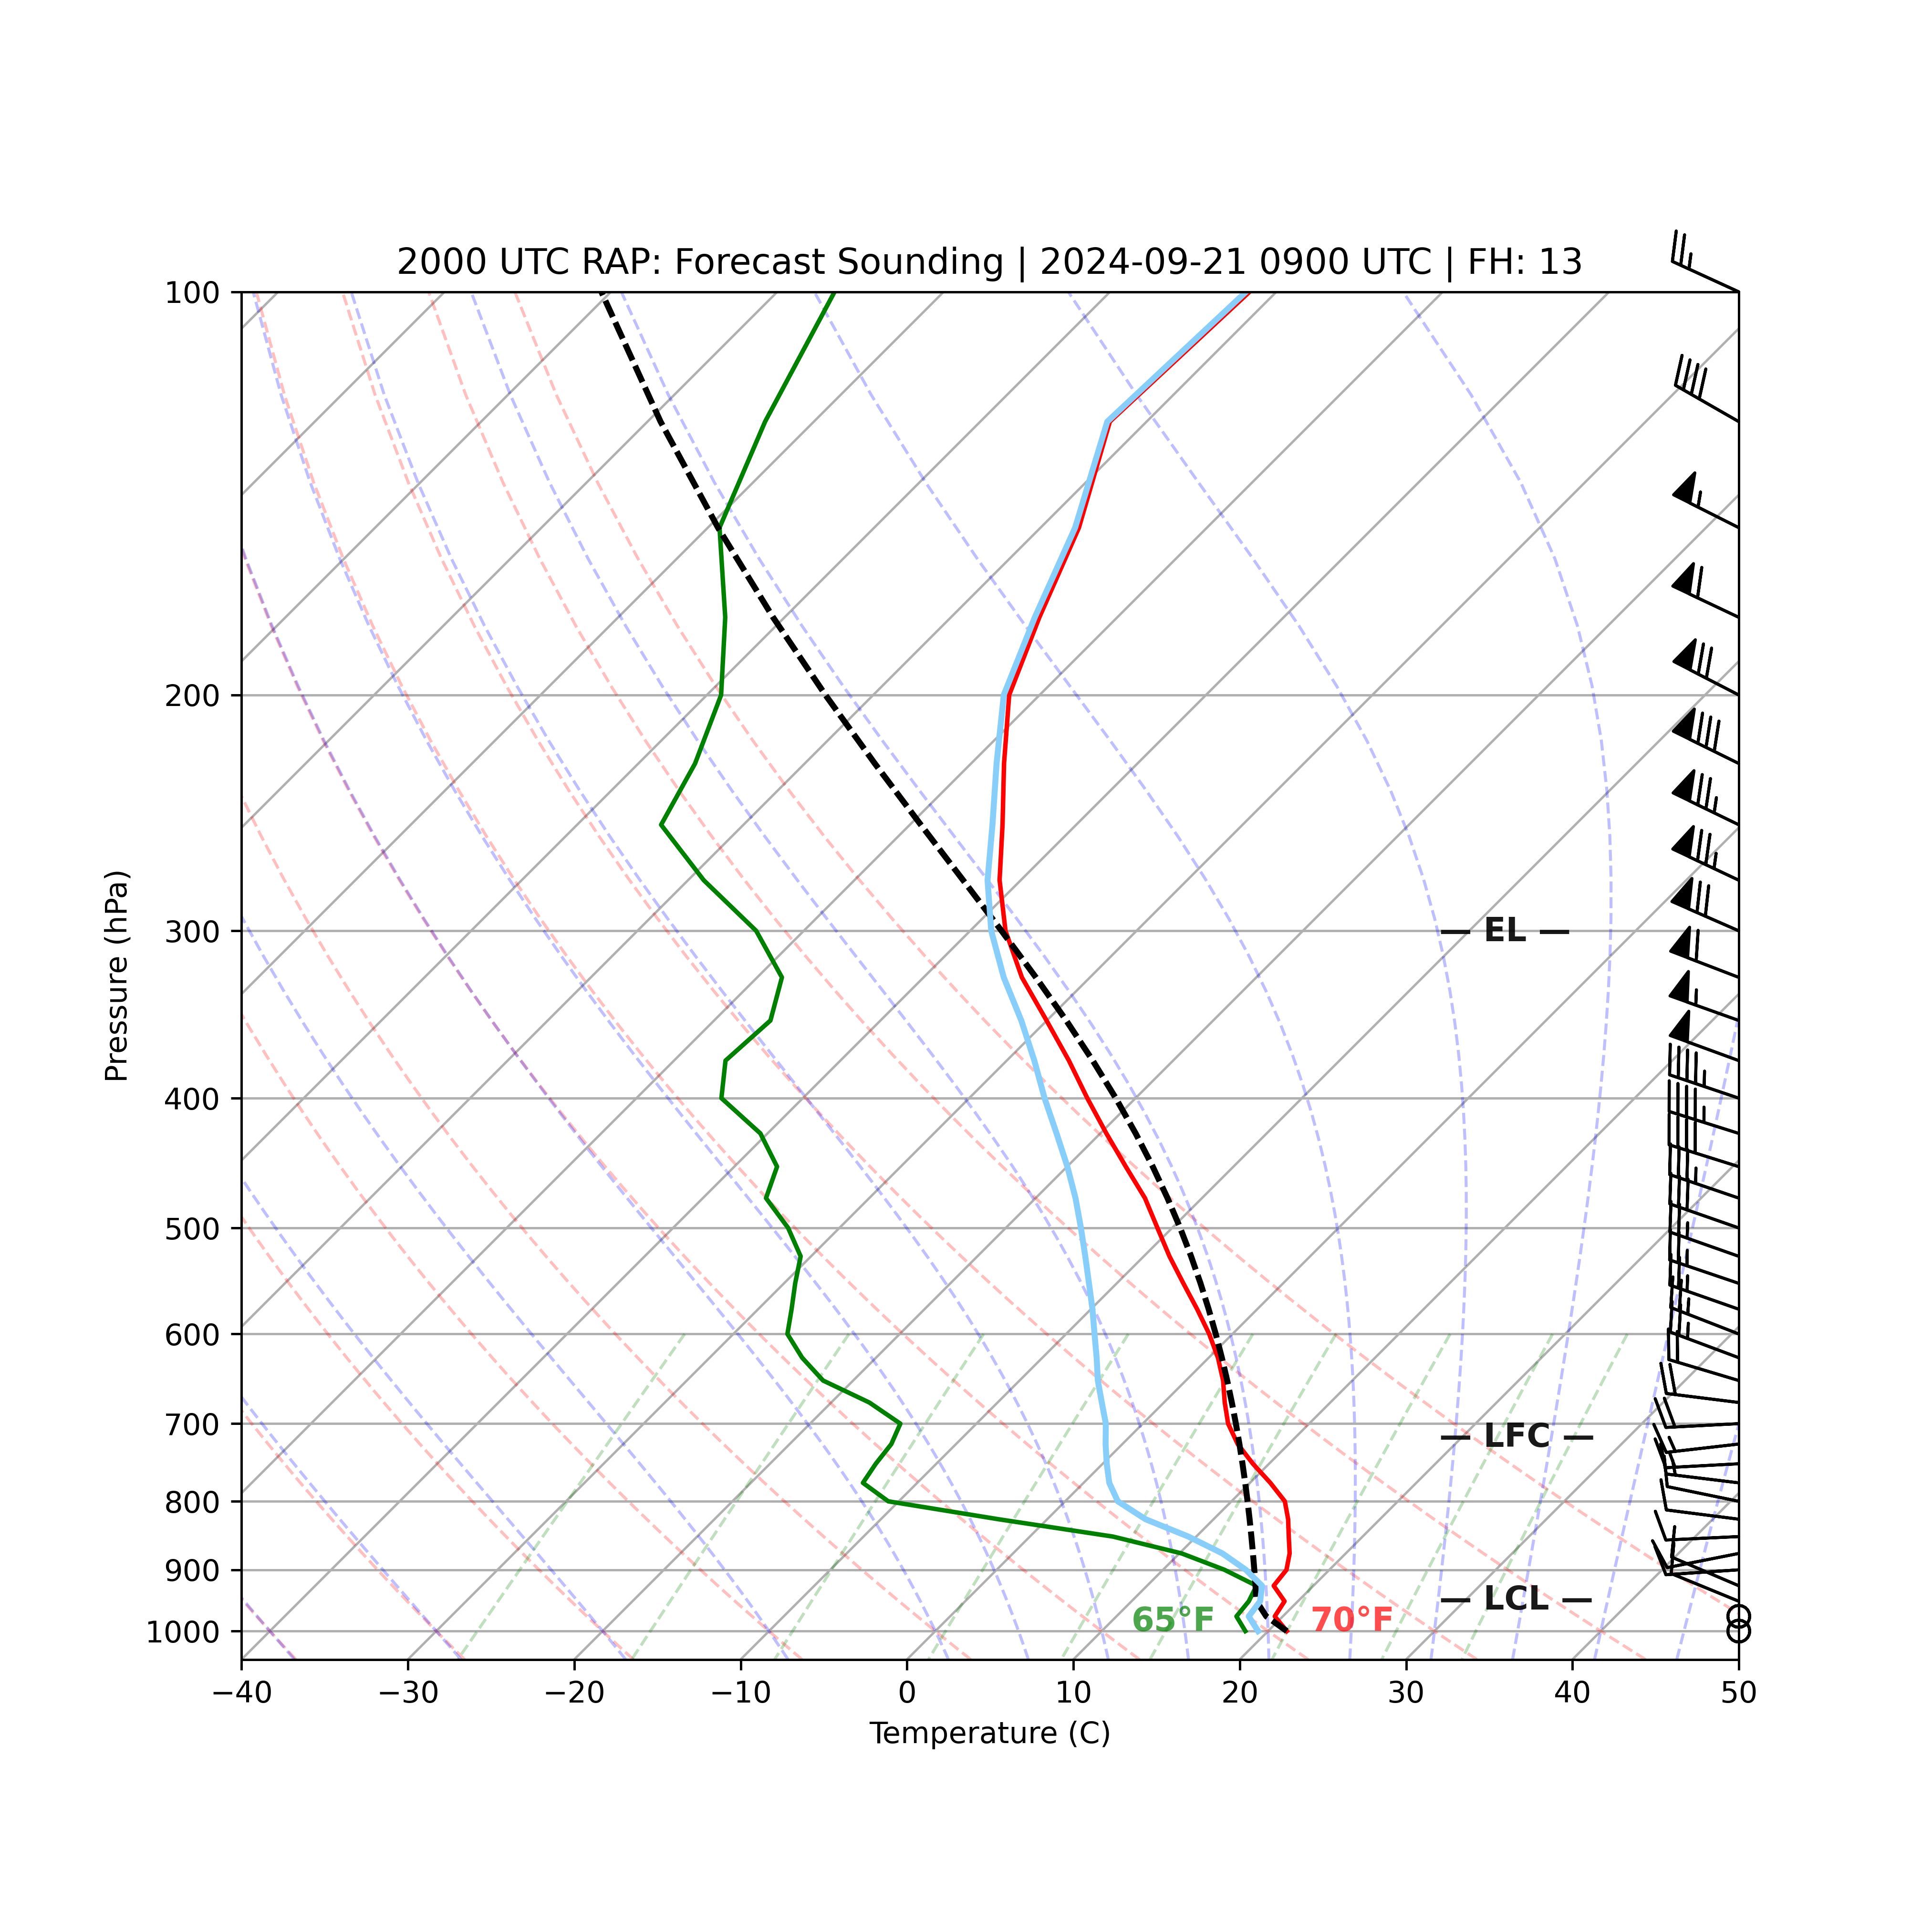 2000 UTC RAP: Forecast Sounding | 2024-09-21 0900 UTC | FH: 13
100
200
300
400
500
600
700
800
900
1000
Pressure (hPa)
— EL —
— LFC —
— LCL —
65°F
70°F
−40 −30 −20 −10 0 10 20 30 40 50
Temperature (C)